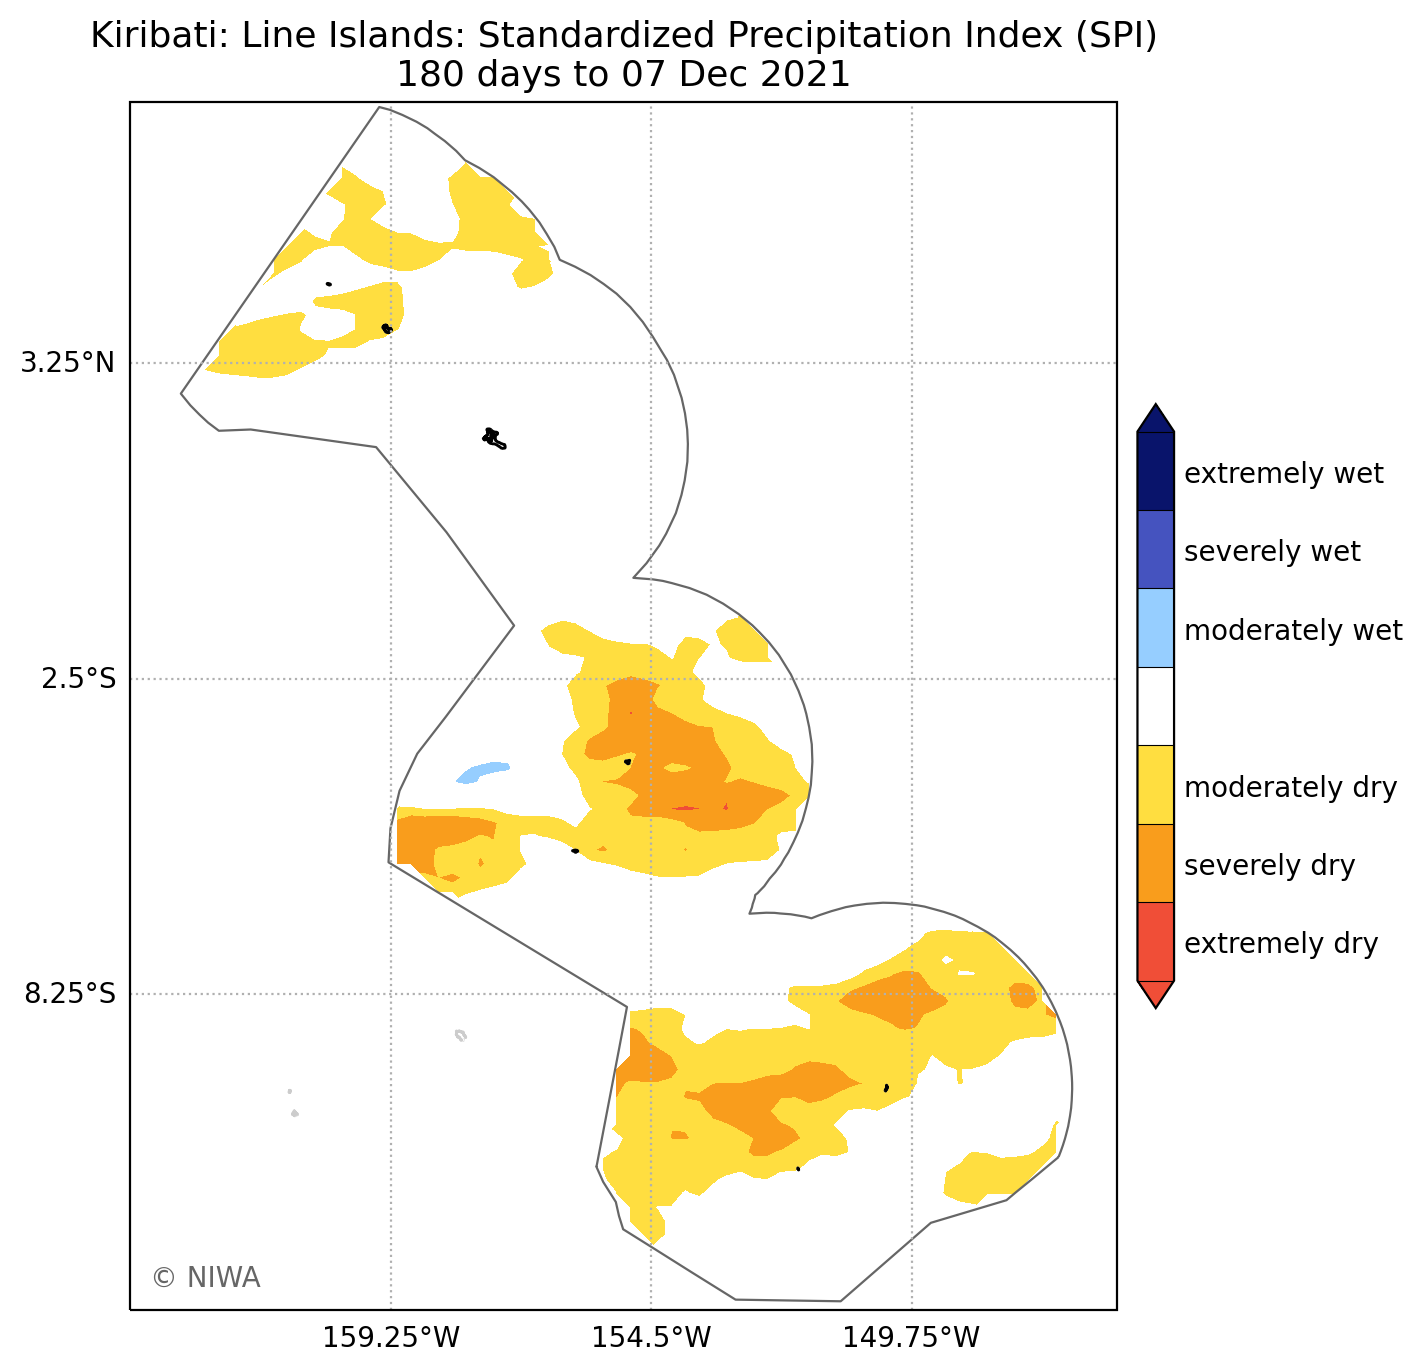 Kiribati: Line Islands: Standardized Precipitation Index (SPI)
180 days to 07 Dec 2021
3.25°N
2.5°S
8.25°S
159.25°W
154.5°W
149.75°W
© NIWA
extremely wet
severely wet
moderately wet
moderately dry
severely dry
extremely dry